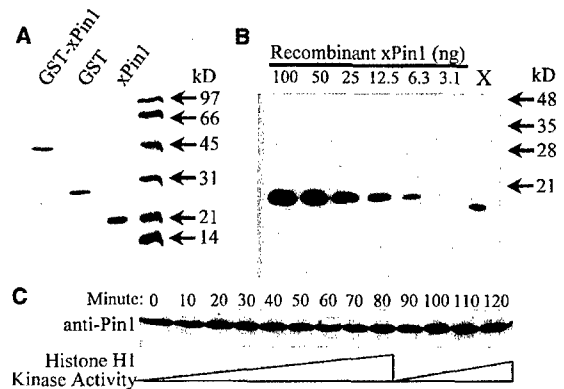 A
GST-xPin1
GST
xPin1
kD
97
66
45
31
21
14
B
Recombinant xPin1 (ng)
100 50 25 12.5 6.3 3.1 X
kD
48
35
28
21
C
Minute: 0 10 20 30 40 50 60 70 80 90 100 110 120
anti-Pin1
Histone H1
Kinase Activity